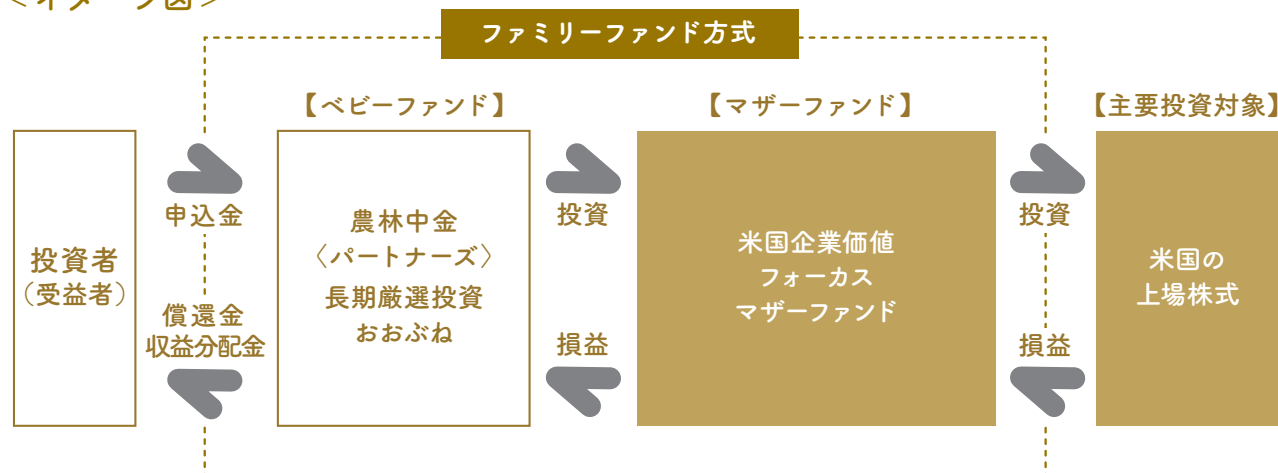 ＜イメージ図＞
ファミリーファンド方式
【ベビーファンド】
【マザーファンド】
【主要投資対象】
投資者
（受益者）
申込金
償還金
収益分配金
農林中金
〈パートナーズ〉
長期厳選投資
おおぶね
投資
損益
米国企業価値
フォーカス
マザーファンド
投資
損益
米国の
上場株式